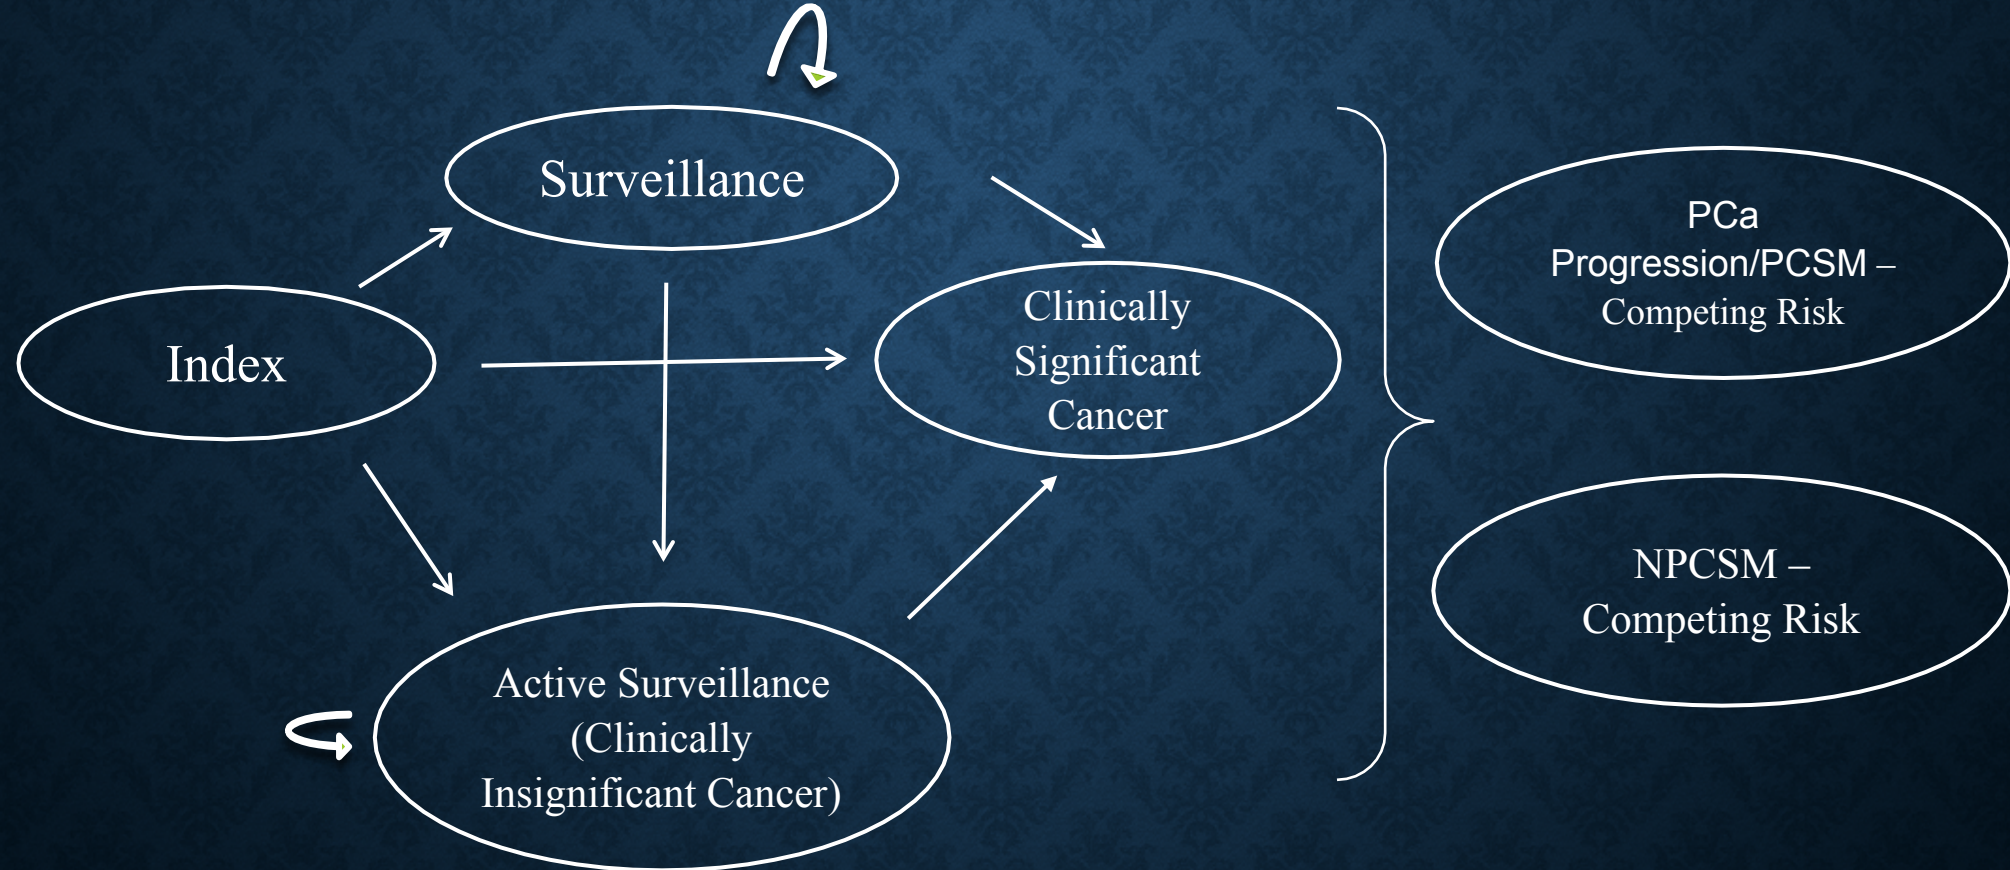 Surveillance
Index
Clinically
Significant
Cancer
Active Surveillance
(Clinically
Insignificant Cancer)
PCa
Progression/PCSM –
Competing Risk
NPCSM –
Competing Risk